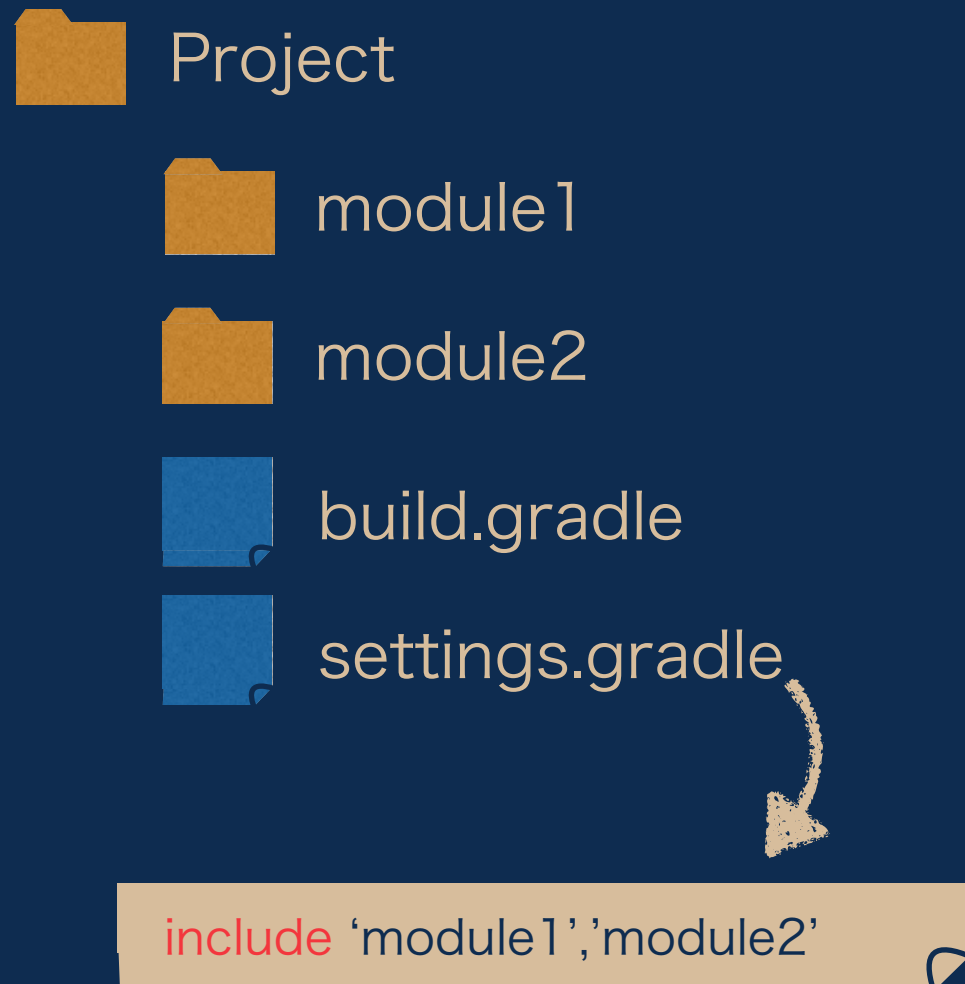 Project
module1
module2
build.gradle
settings.gradle
include ‘module1’,’module2’